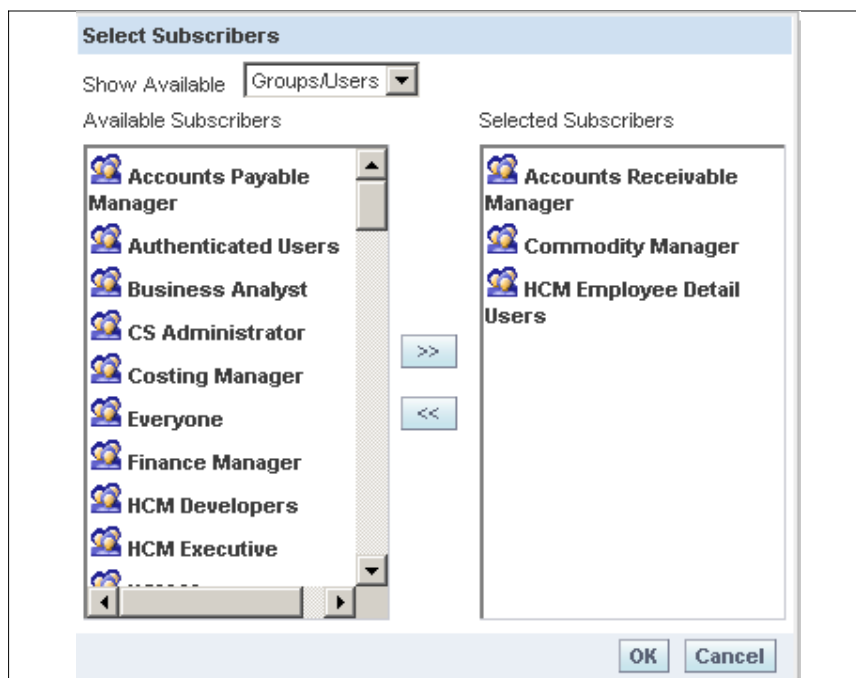 Select Subscribers
Show Available Groups/Users
Available Subscribers
Accounts Payable
Manager
Authenticated Users
Business Analyst
CS Administrator
Costing Manager
Everyone
Finance Manager
HCM Developers
HCM Executive
>>
<<
Selected Subscribers
Accounts Receivable
Manager
Commodity Manager
HCM Employee Detail
Users
OK Cancel